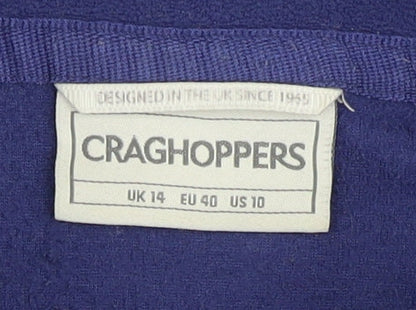 DESIGNED IN THE UK SINCE 1965
CRAGHOPPERS
UK 14 EU 40 US 10